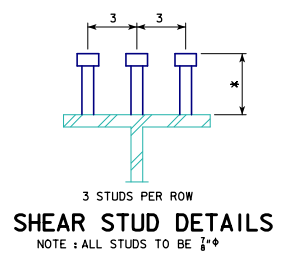 3 3
*
3 STUDS PER ROW
SHEAR STUD DETAILS
NOTE : ALL STUDS TO BE 7/8"ϕ